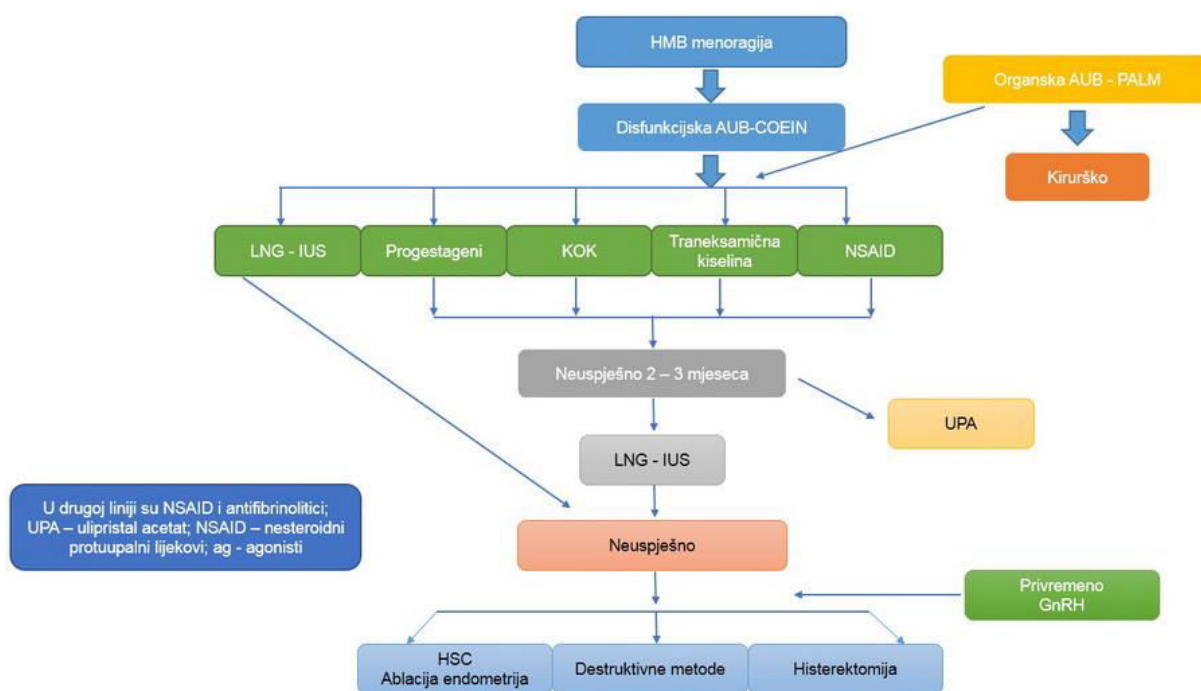 HMB menoragija
Organska AUB - PALM
Disfunkcijska AUB-COEIN
Kirurško
LNG - IUS
Progestageni
KOK
Traneksamična
kiselina
NSAID
Neuspješno 2 – 3 mjeseca
UPA
LNG - IUS
U drugoj liniji su NSAID i antifibrinolitici;
UPA – ulipristal acetat; NSAID – nesteroidni
protuupalni lijekovi; ag - agonisti
Neuspješno
Privremeno
GnRH
HSC
Ablacija endometrija
Destruktivne metode
Histerektomija